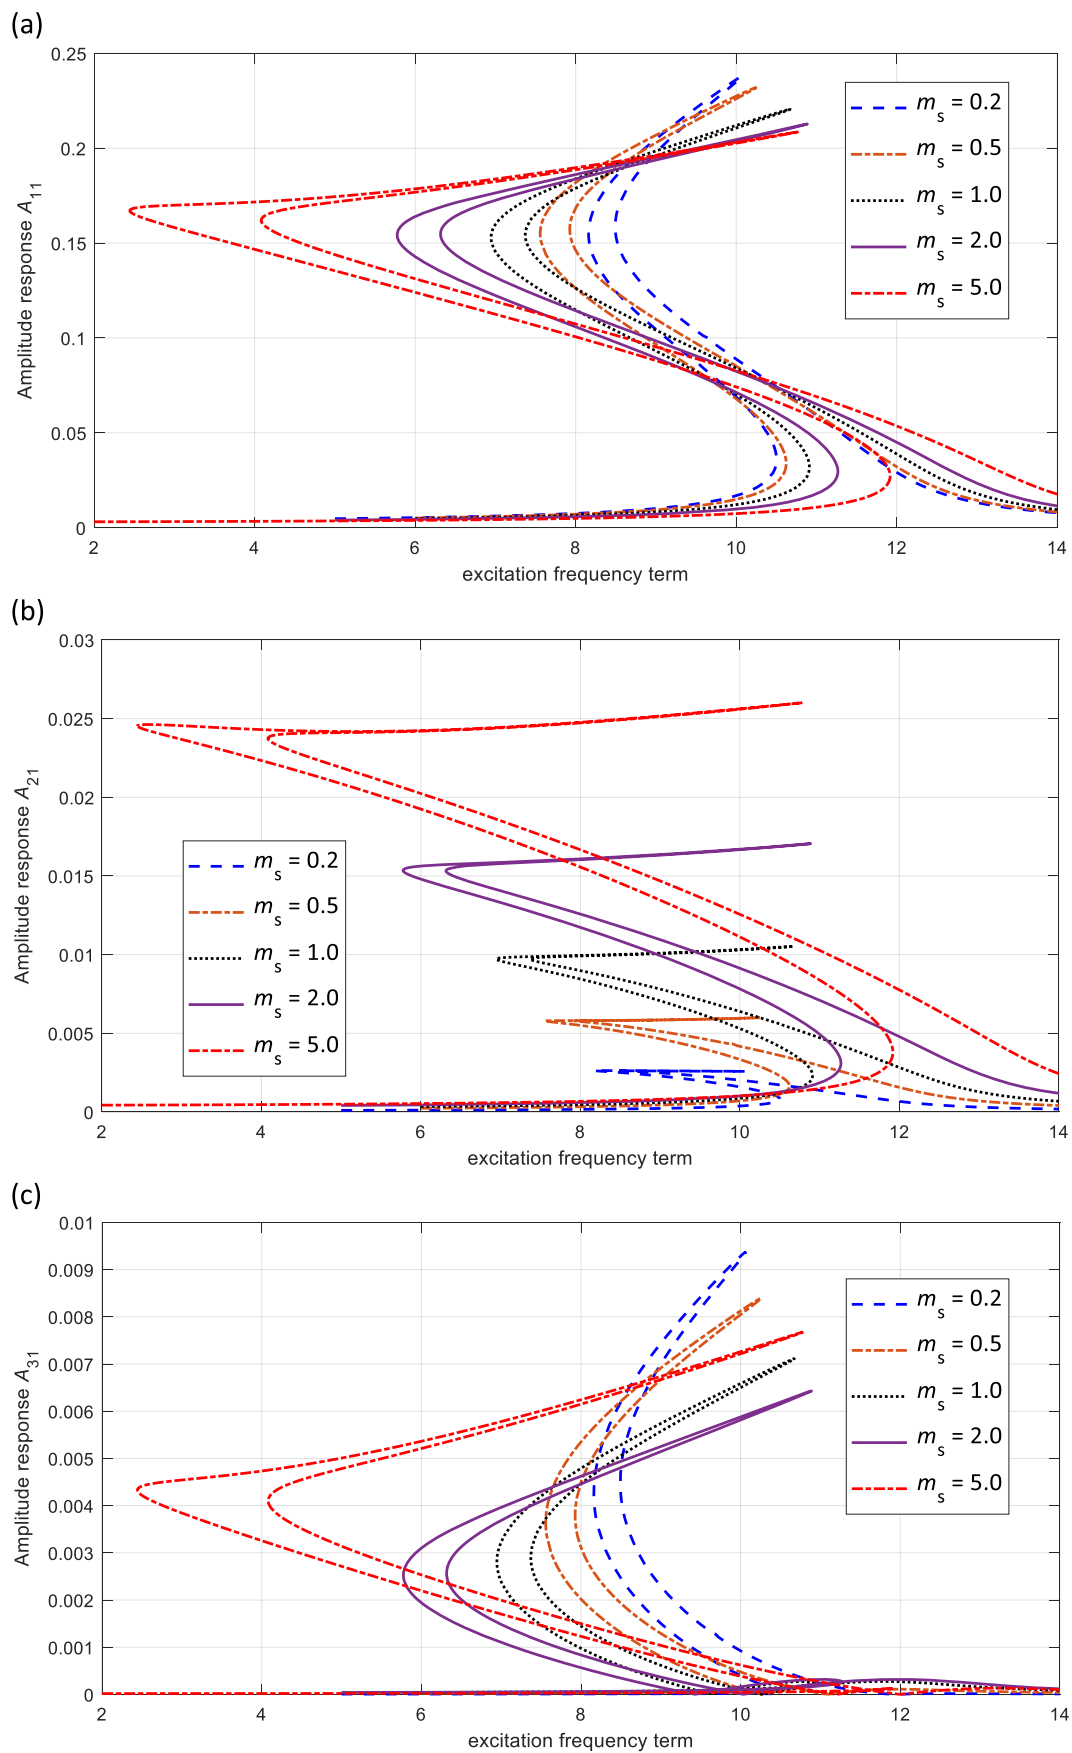 (a)
0.25
0.2
0.15
0.1
0.05
0
Amplitude response A11
2 4 6 8 10 12 14
excitation frequency term
ms = 0.2
ms = 0.5
ms = 1.0
ms = 2.0
ms = 5.0
(b)
0.03
0.025
0.02
0.015
0.01
0.005
0
Amplitude response A21
ms = 0.2
ms = 0.5
ms = 1.0
ms = 2.0
ms = 5.0
2 4 6 8 10 12 14
excitation frequency term
(c)
0.01
0.009
0.008
0.007
0.006
0.005
0.004
0.003
0.002
0.001
0
Amplitude response A31
ms = 0.2
ms = 0.5
ms = 1.0
ms = 2.0
ms = 5.0
2 4 6 8 10 12 14
excitation frequency term